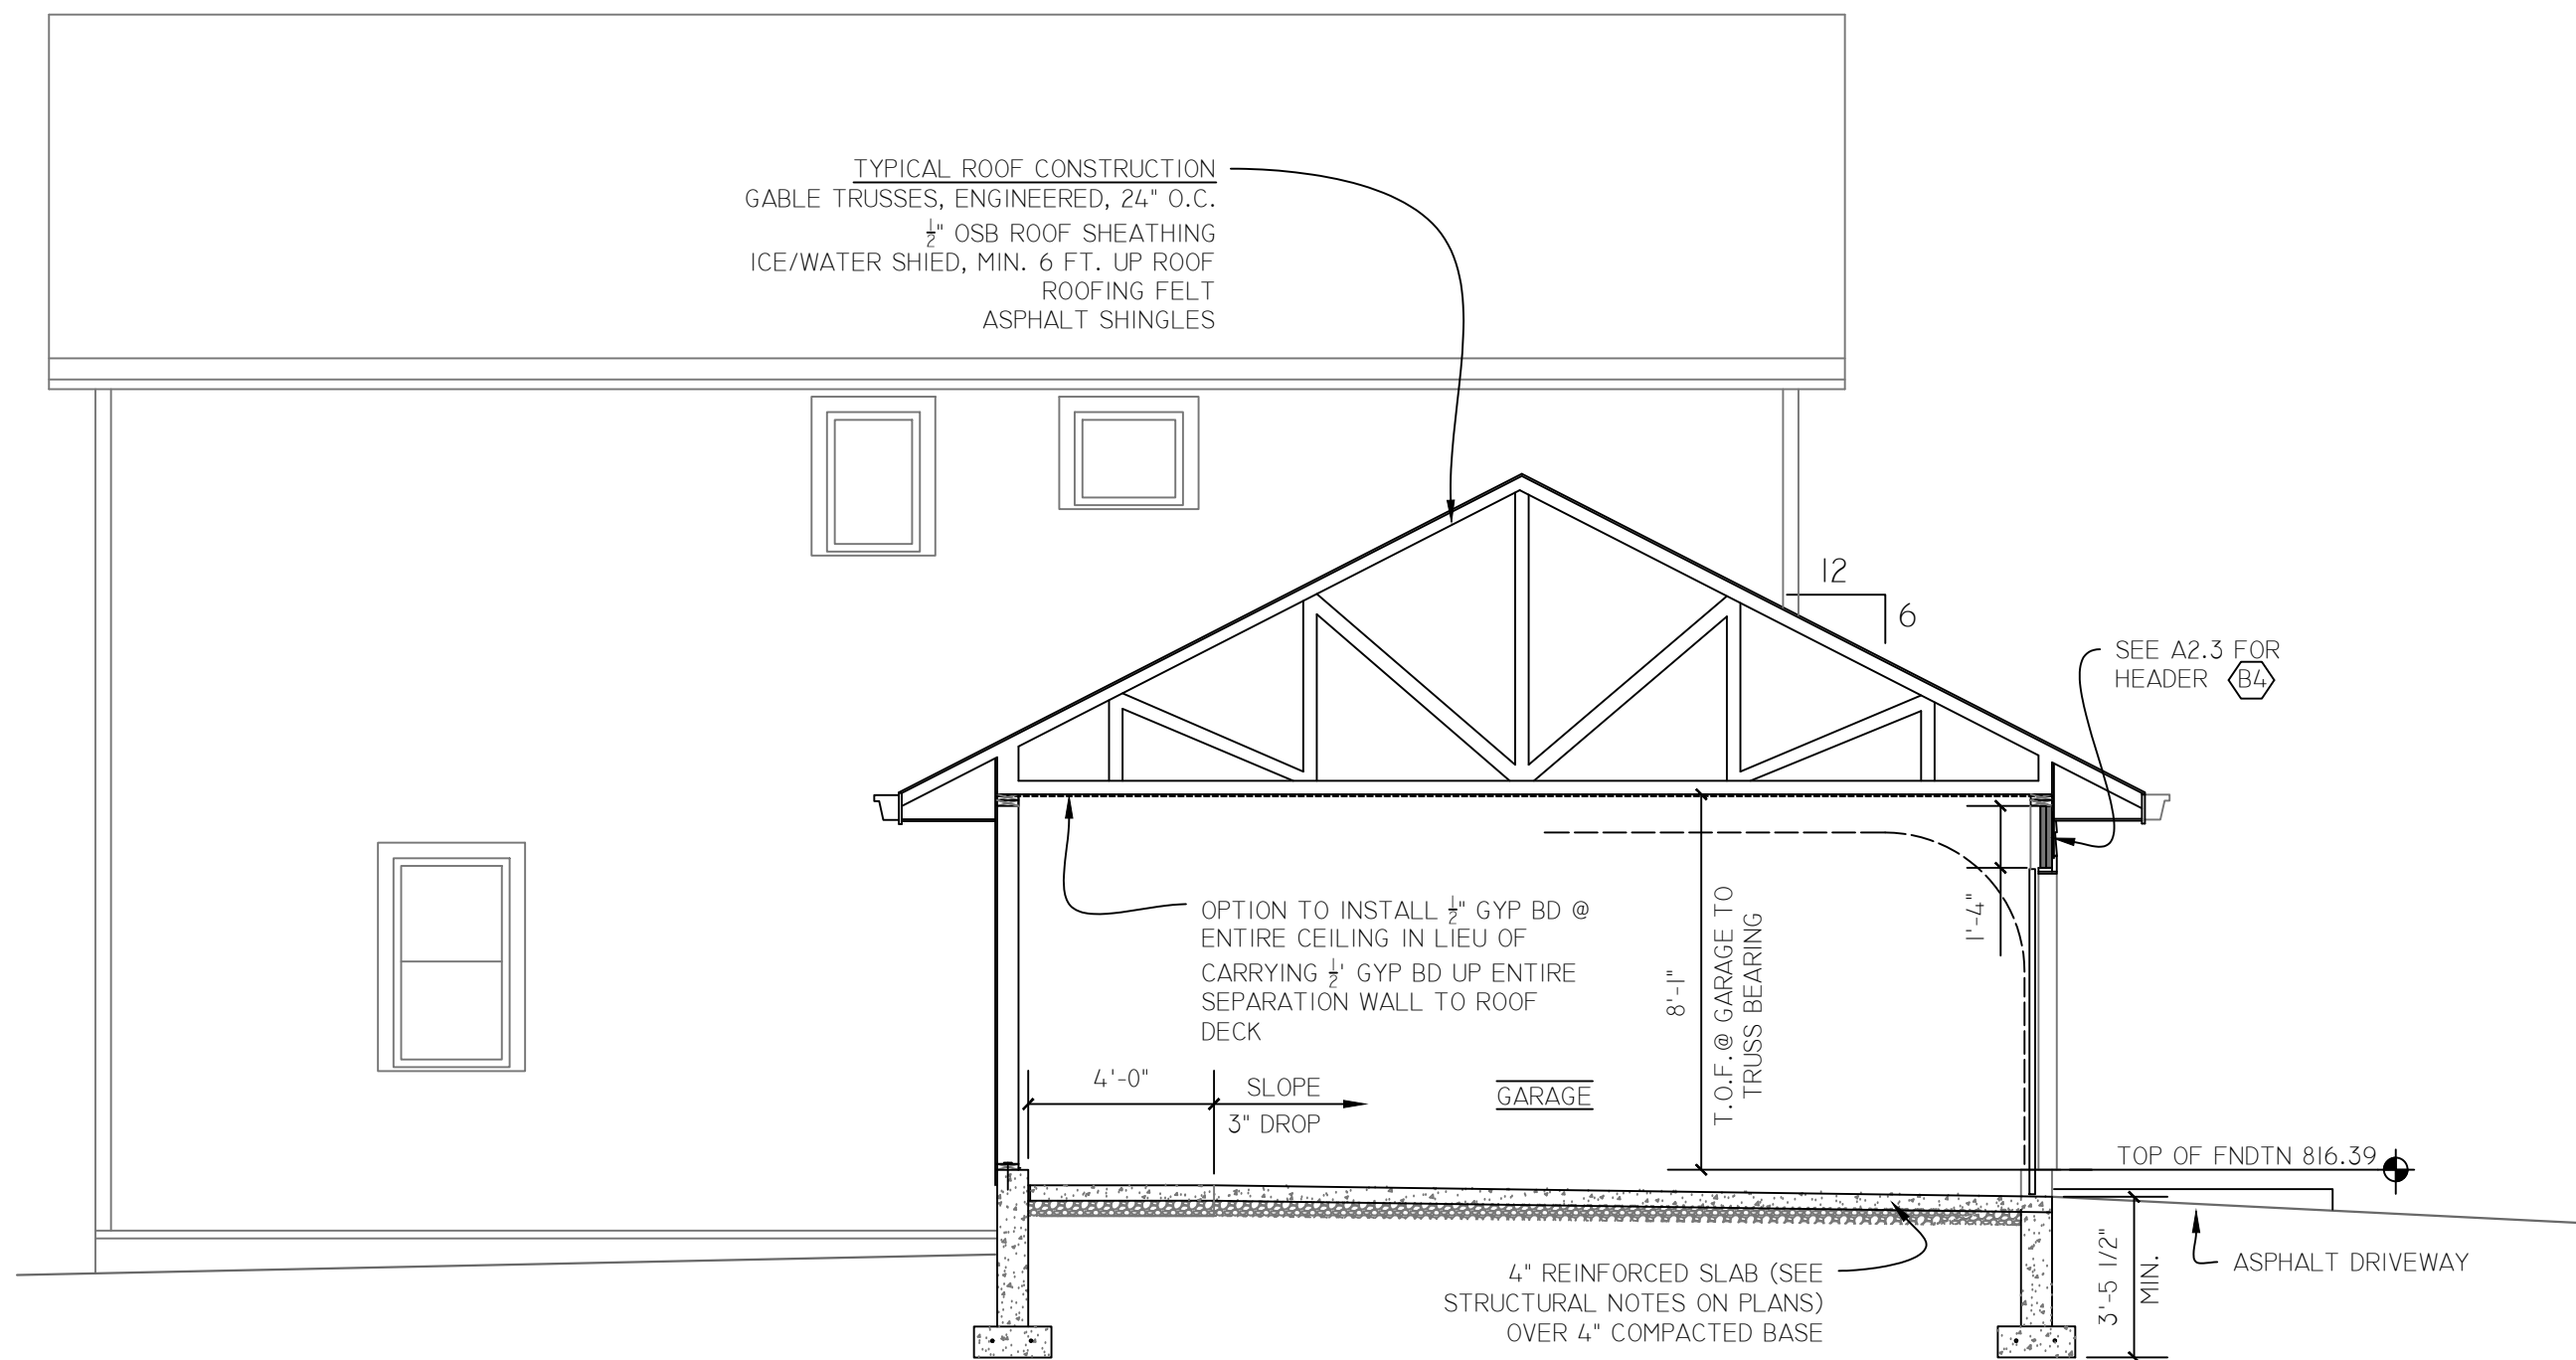 TYPICAL ROOF CONSTRUCTION
GABLE TRUSSES, ENGINEERED, 24" O.C.
½" OSB ROOF SHEATHING
ICE/WATER SHIED, MIN. 6 FT. UP ROOF
ROOFING FELT
ASPHALT SHINGLES
12
6
SEE A2.3 FOR
HEADER B4
OPTION TO INSTALL ½" GYP BD @
ENTIRE CEILING IN LIEU OF
CARRYING ½' GYP BD UP ENTIRE
SEPARATION WALL TO ROOF
DECK
1'-4"
8'-1"
T.O.F.@ GARAGE TO
TRUSS BEARING
4'-0"
SLOPE
3" DROP
GARAGE
TOP OF FNDTN 816.39
4" REINFORCED SLAB (SEE
STRUCTURAL NOTES ON PLANS)
OVER 4" COMPACTED BASE
3'-5 1/2"
MIN.
ASPHALT DRIVEWAY